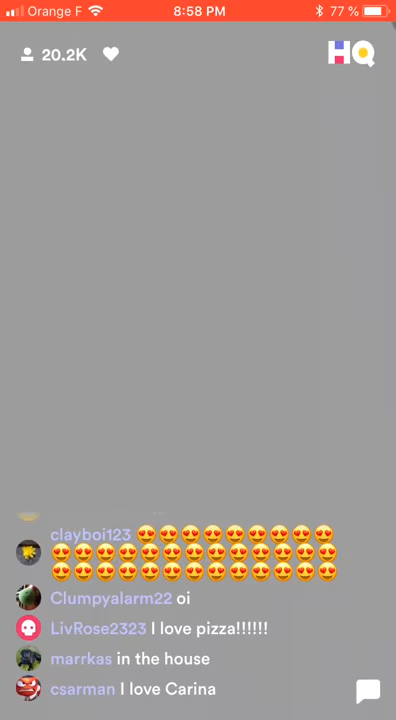 Orange F 8:58 PM 77 %
20.2K HQ
clayboi123 😍😍😍😍😍😍😍😍😍
😍😍😍😍😍😍😍😍😍😍😍😍😍
😍😍😍😍😍😍😍😍😍😍😍😍😍
Clumpyalarm22 oi
LivRose2323 I love pizza!!!!!!
marrkas in the house
csarman I love Carina